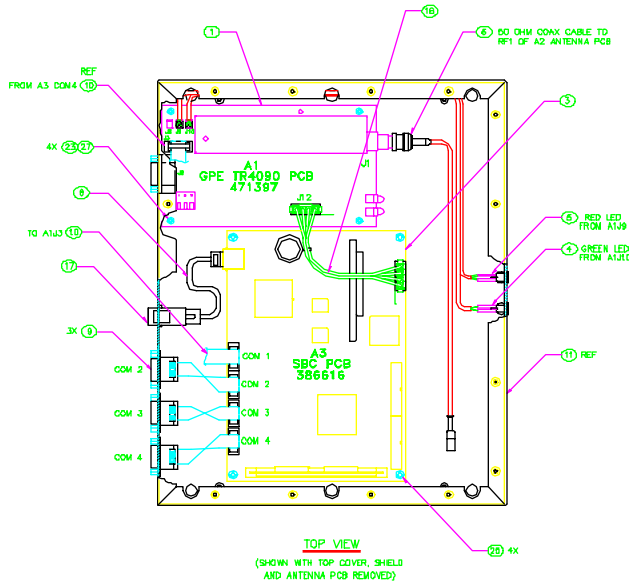 1
16
6 50 OHM COAX CABLE TO
RF1 OF A2 ANTENNA PCB
REF
FROM A3 CON4 10
3
4X 23 27
A1
GPE TR4090 PCB
471397
J1
8
J12
TO A1J3 10
5 RED LED
FROM A1J9
4 GREEN LED
FROM A1J10
17
3X 9
COM 2
COM 3
COM 4
CON 1
CON 2
CON 3
COM 4
A3
SBC PCB
386616
11 REF
26 4X
TOP VIEW
(SHOWN WITH TOP COVER, SHIELD
AND ANTENNA PCB REMOVED)